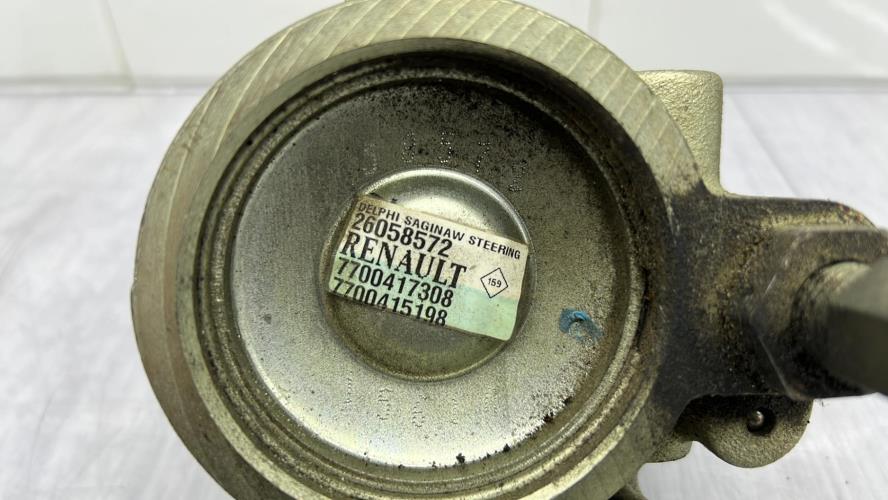 DELPHI SAGINAW STEERING
26058572
RENAULT
159
7700417308
7700415198